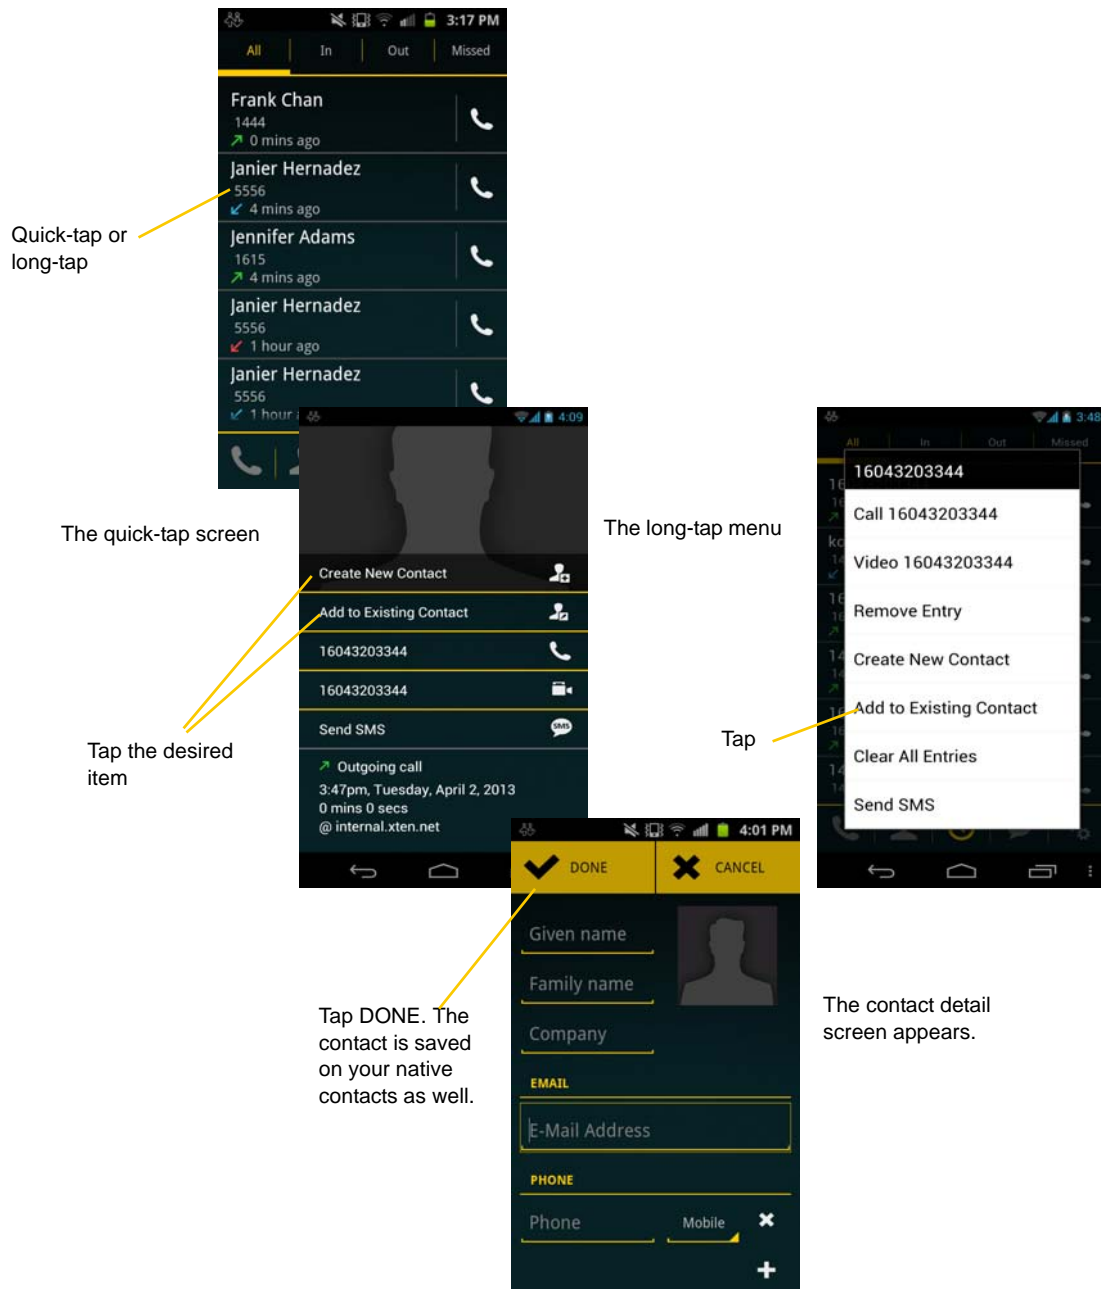 3:17 PM
All In Out Missed
Frank Chan
1444
0 mins ago
Janier Hernadez
5556
4 mins ago
Quick-tap or
long-tap
Jennifer Adams
1615
4 mins ago
Janier Hernadez
5556
1 hour ago
Janier Hernadez
5556
1 hour
4:09
The quick-tap screen
Create New Contact
Add to Existing Contact
16043203344
16043203344
Send SMS
SMS
Outgoing call
3:47pm, Tuesday, April 2, 2013
0 mins 0 secs
@ internal.xten.net
Tap the desired
item
The long-tap menu
3:48
All In Out Missed
16043203344
Call 16043203344
Video 16043203344
Remove Entry
Create New Contact
Add to Existing Contact
Clear All Entries
Send SMS
Tap
4:01 PM
DONE CANCEL
Given name
Family name
Company
EMAIL
E-Mail Address
PHONE
Phone Mobile
Tap DONE. The
contact is saved
on your native
contacts as well.
The contact detail
screen appears.